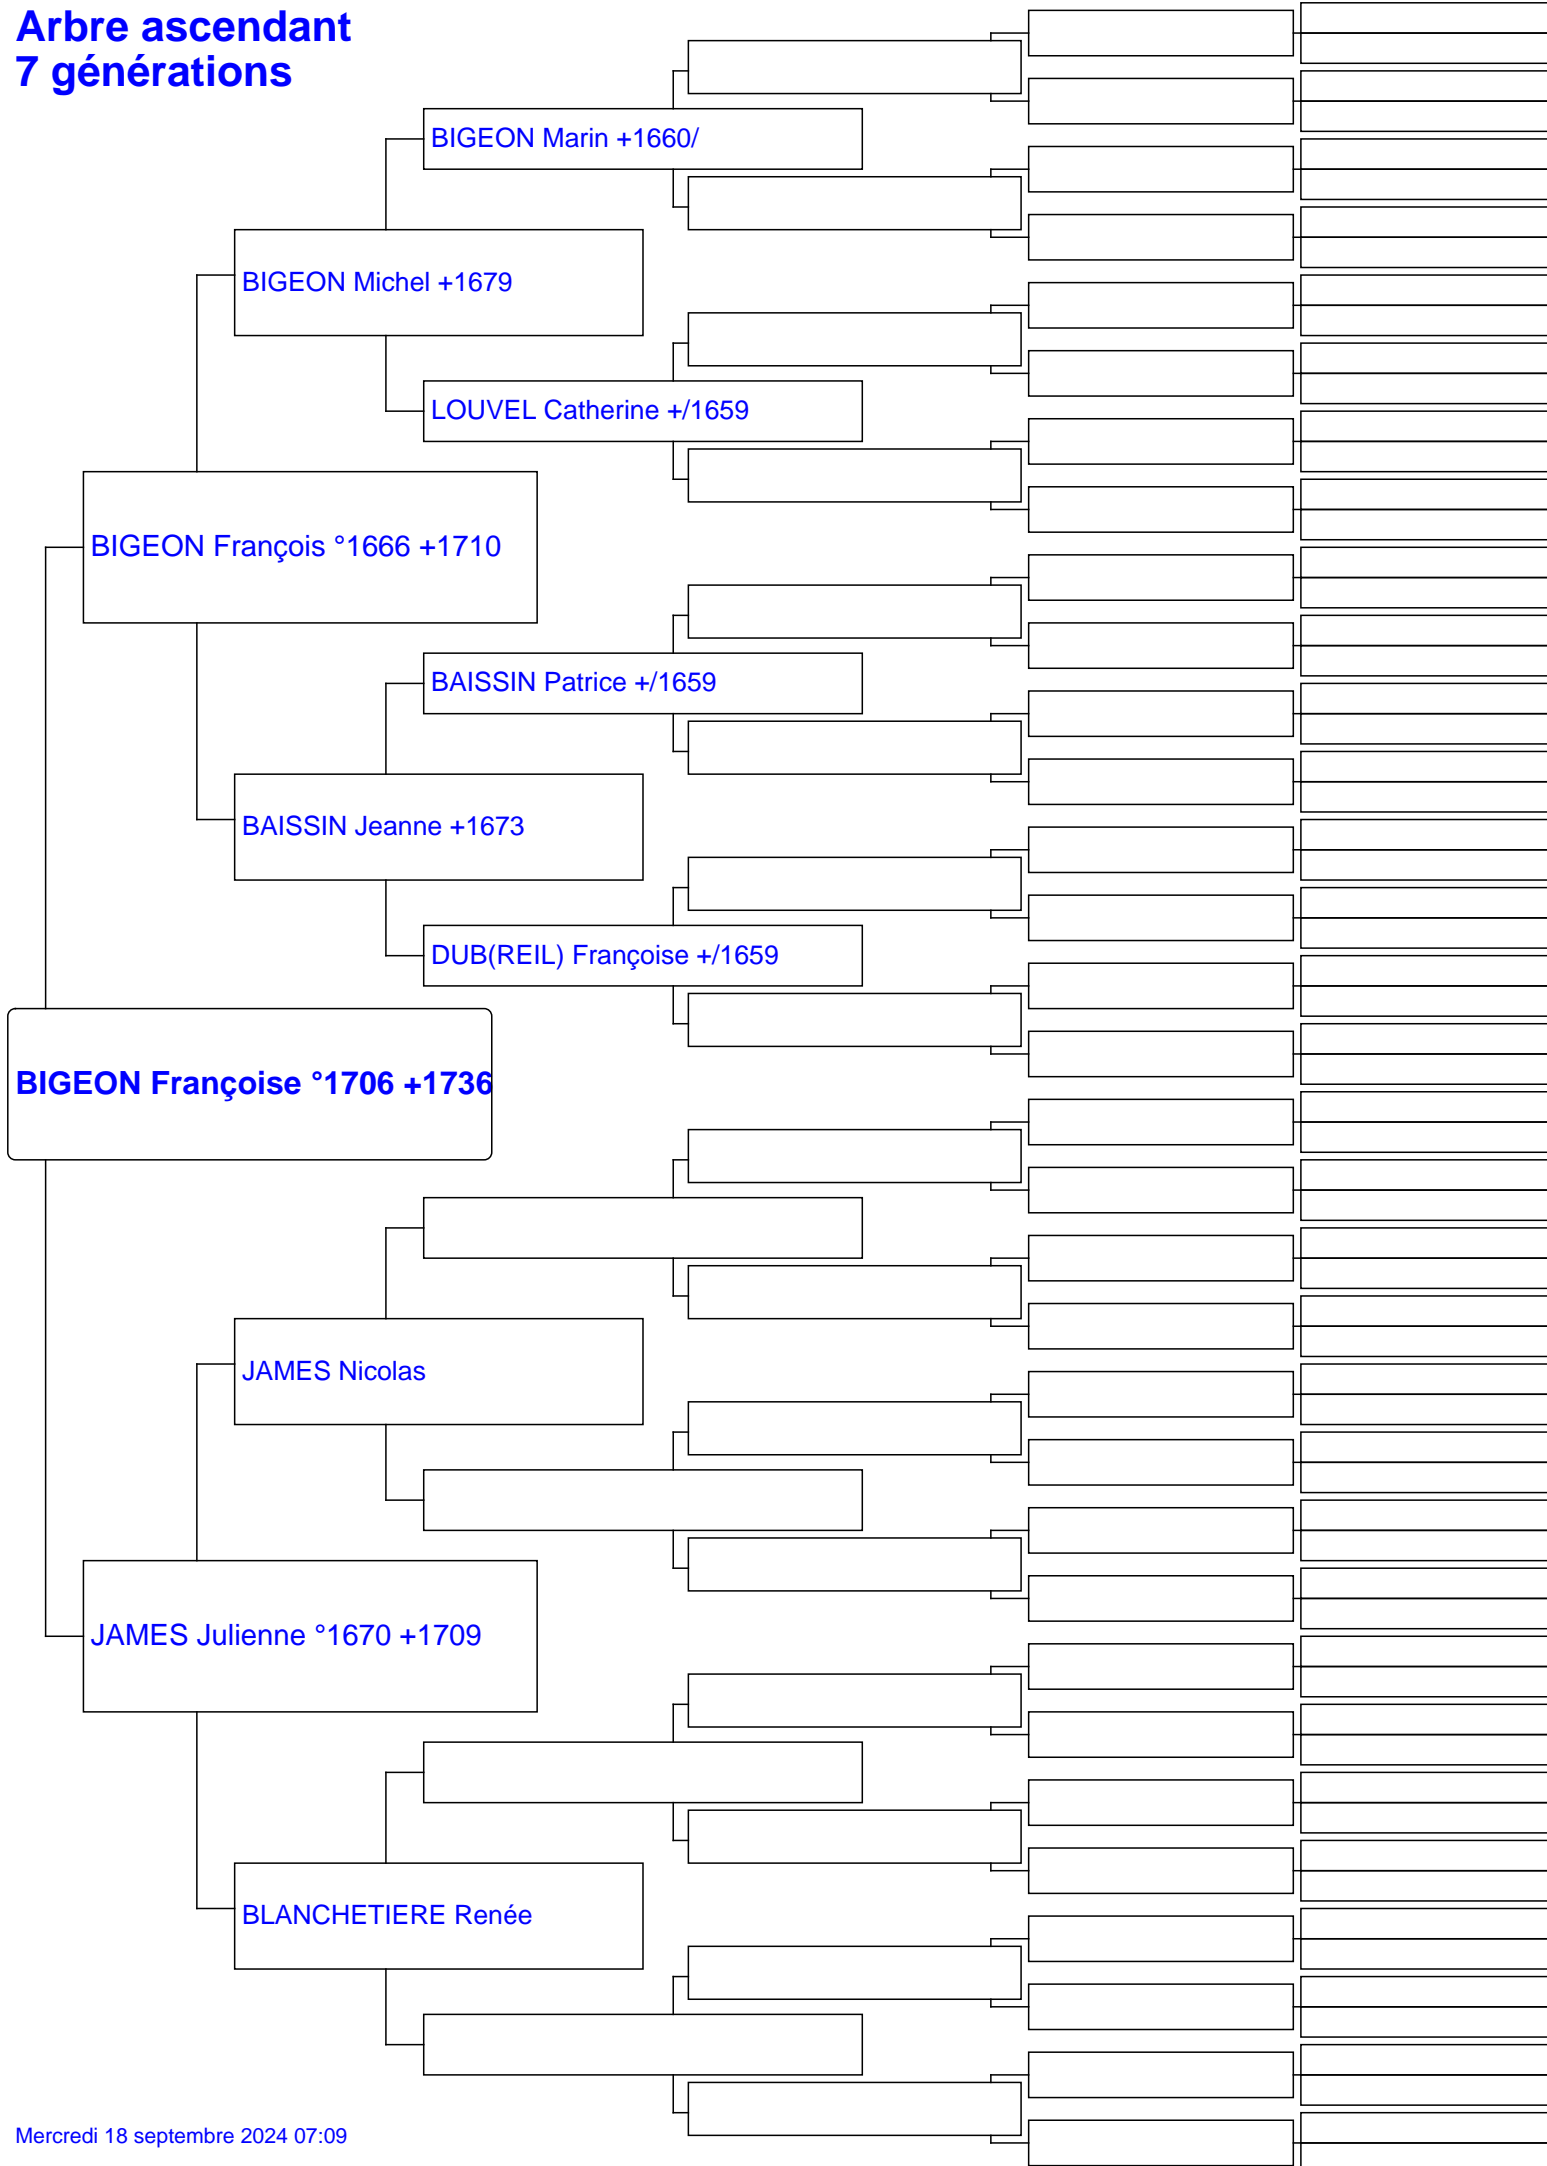 Arbre ascendant
7 générations
BIGEON Marin +1660/
BIGEON Michel +1679
LOUVEL Catherine +/1659
BIGEON François °1666 +1710
BAISSIN Patrice +/1659
BAISSIN Jeanne +1673
DUB(REIL) Françoise +/1659
BIGEON Françoise °1706 +1736
JAMES Nicolas
JAMES Julienne °1670 +1709
BLANCHETIERE Renée
Mercredi 18 septembre 2024 07:09